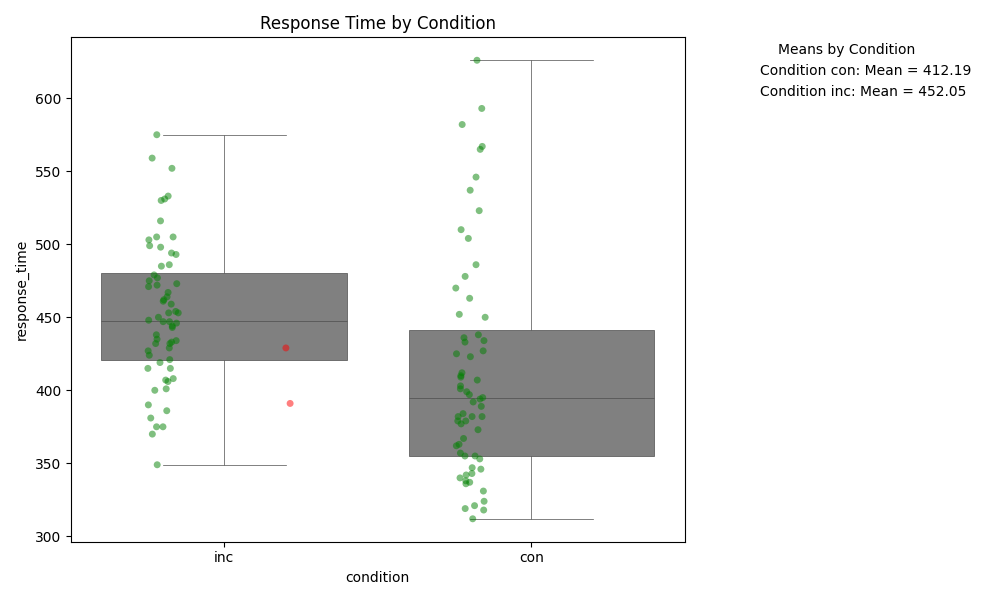 Response Time by Condition
Means by Condition
Condition con: Mean = 412.19
Condition inc: Mean = 452.05
600
550
500
450
400
350
300
response_time
inc
con
condition